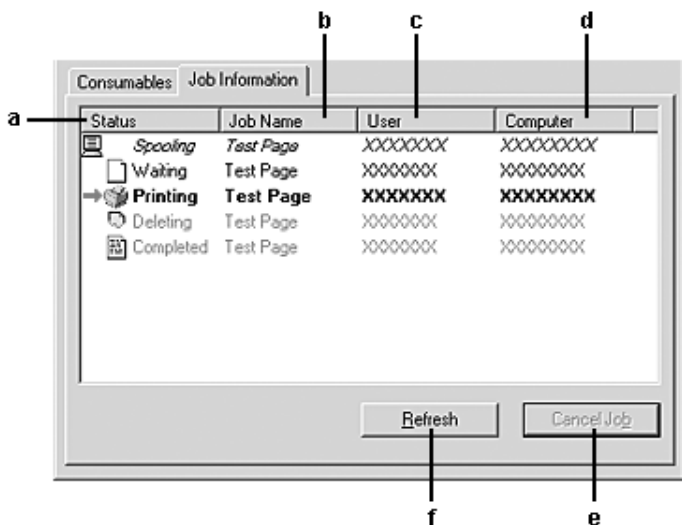 b c d
Consumables Job Information
a
Status Job Name User Computer
Spooling Test Page XXXXXXX XXXXXXXX
Waiting Test Page XXXXXXX XXXXXXXX
Printing Test Page XXXXXXX XXXXXXXX
Deleting Test Page XXXXXXX XXXXXXXX
Completed Test Page XXXXXXX XXXXXXXX
Refresh Cancel Job
f e